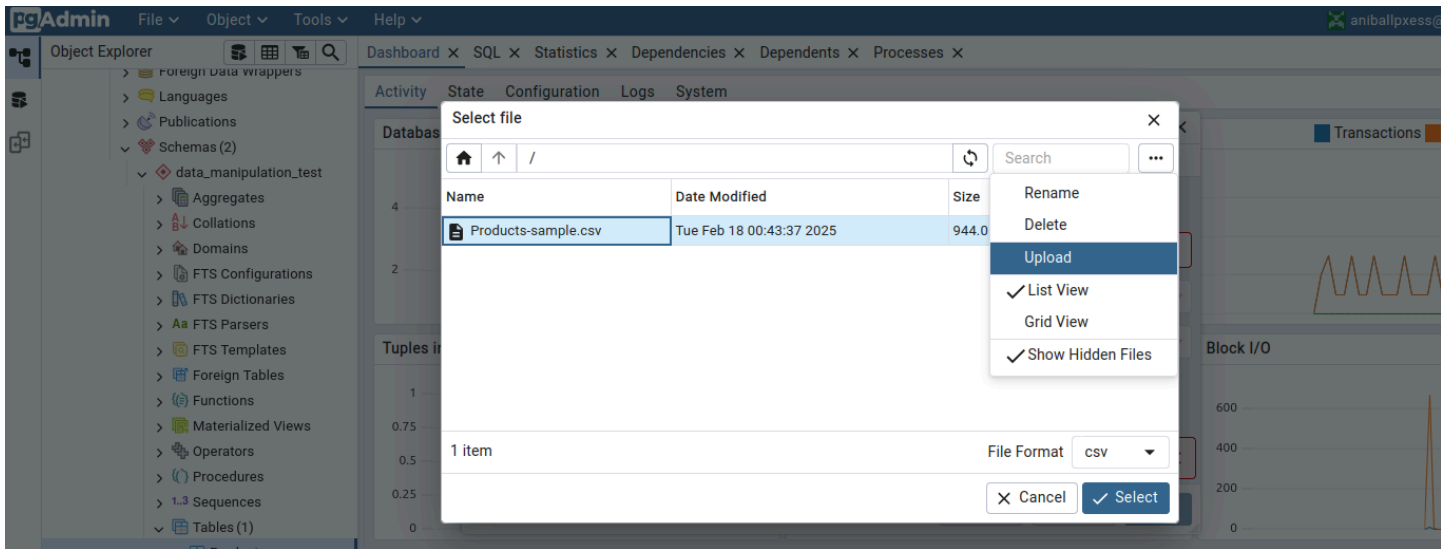 pgAdmin File Object Tools Help aniballpxess@
Object Explorer
Dashboard SQL Statistics Dependencies Dependents Processes
Foreign Data Wrappers
Languages
Publications
Schemas (2)
data_manipulation_test
Aggregates
Collations
Domains
FTS Configurations
FTS Dictionaries
Aa FTS Parsers
FTS Templates
Foreign Tables
Functions
Materialized Views
Operators
Procedures
1..3 Sequences
Tables (1)
Activity State Configuration Logs System
Databas
Transactions
4
2
Tuples in
1
0.75
0.5
0.25
0
Block I/O
600
400
200
0
Select file
/
Search
Name Date Modified Size
Products-sample.csv Tue Feb 18 00:43:37 2025 944.0
Rename
Delete
Upload
List View
Grid View
Show Hidden Files
1 item
File Format csv
Cancel Select